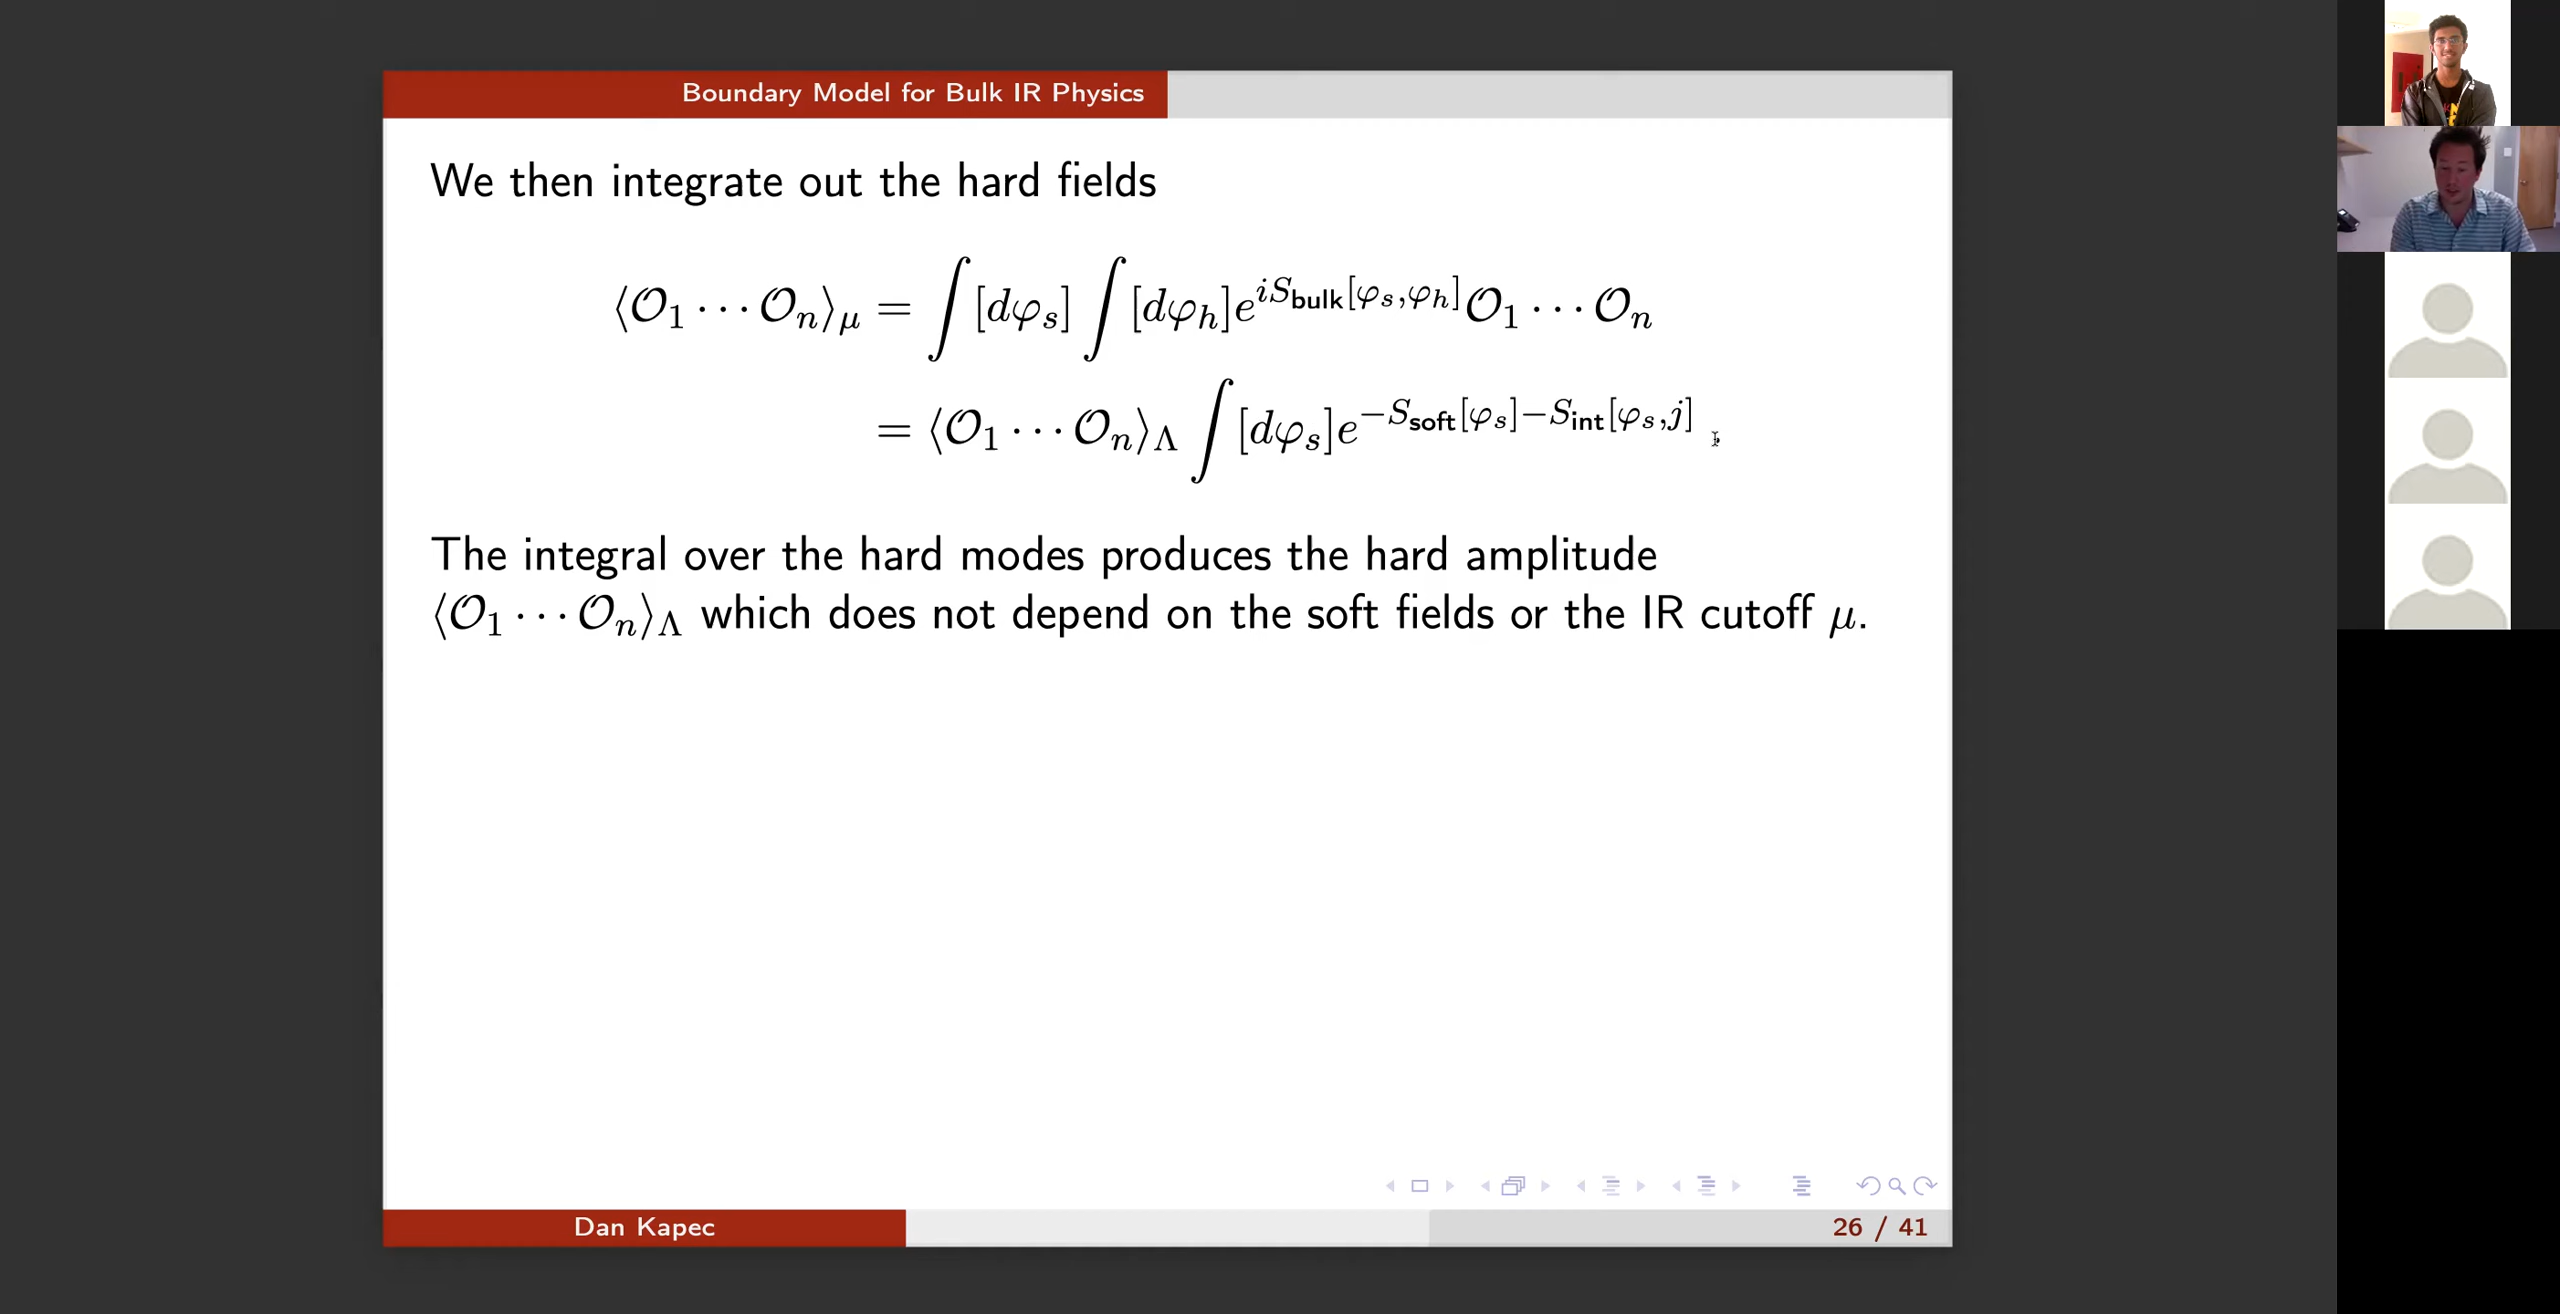 Boundary Model for Bulk IR Physics
We then integrate out the hard fields
⟨𝒪₁ ⋯ 𝒪ₙ⟩_μ = ∫[dφ_s] ∫[dφ_h]e^{iS_bulk[φ_s,φ_h]}𝒪₁ ⋯ 𝒪ₙ
= ⟨𝒪₁ ⋯ 𝒪ₙ⟩_Λ ∫[dφ_s]e^{−S_soft[φ_s]−S_int[φ_s,j]}
The integral over the hard modes produces the hard amplitude
⟨𝒪₁ ⋯ 𝒪ₙ⟩_Λ which does not depend on the soft fields or the IR cutoff μ.
Dan Kapec
26 / 41